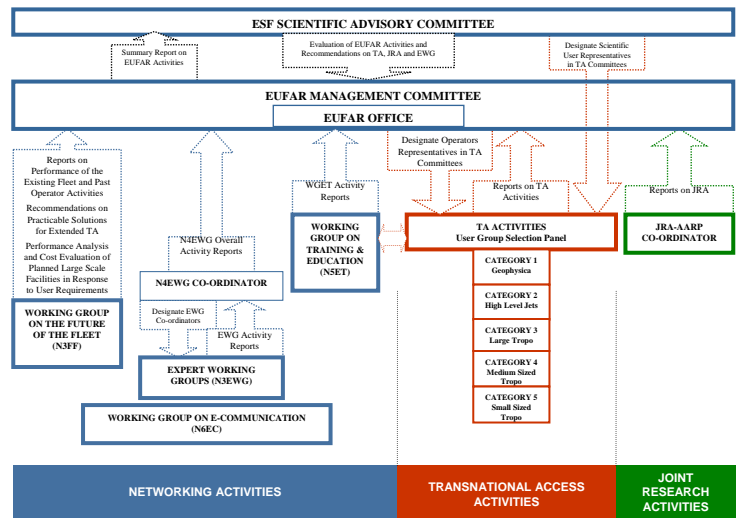 ESF SCIENTIFIC ADVISORY COMMITTEE
Summary Report on
EUFAR Activities
Evaluation of EUFAR Activities and
Recommendations on TA, JRA and EWG
Designate Scientific
User Representatives
in TA Committees
EUFAR MANAGEMENT COMMITTEE
EUFAR OFFICE
Reports on
Performance of the
Existing Fleet and Past
Operator Activities
Recommendations on
Practicable Solutions
for Extended TA
Performance Analysis
and Cost Evaluation of
Planned Large Scale
Facilities in Response
to User Requirements
WORKING GROUP
ON THE FUTURE
OF THE FLEET
(N3FF)
N4EWG Overall
Activity Reports
N4EWG CO-ORDINATOR
Designate EWG
Co-ordinators
EWG Activity
Reports
EXPERT WORKING
GROUPS (N3EWG)
WORKING GROUP ON E-COMMUNICATION
(N6EC)
WGET Activity
Reports
WORKING
GROUP ON
TRAINING &
EDUCATION
(N5ET)
Designate Operators
Representatives in TA
Committees
Reports on TA
Activities
TA ACTIVITIES
User Group Selection Panel
CATEGORY 1
Geophysica
CATEGORY 2
High Level Jets
CATEGORY 3
Large Tropo
CATEGORY 4
Medium Sized
Tropo
CATEGORY 5
Small Sized
Tropo
Reports on JRA
JRA-AARP
CO-ORDINATOR
NETWORKING ACTIVITIES
TRANSNATIONAL ACCESS
ACTIVITIES
JOINT
RESEARCH
ACTIVITIES